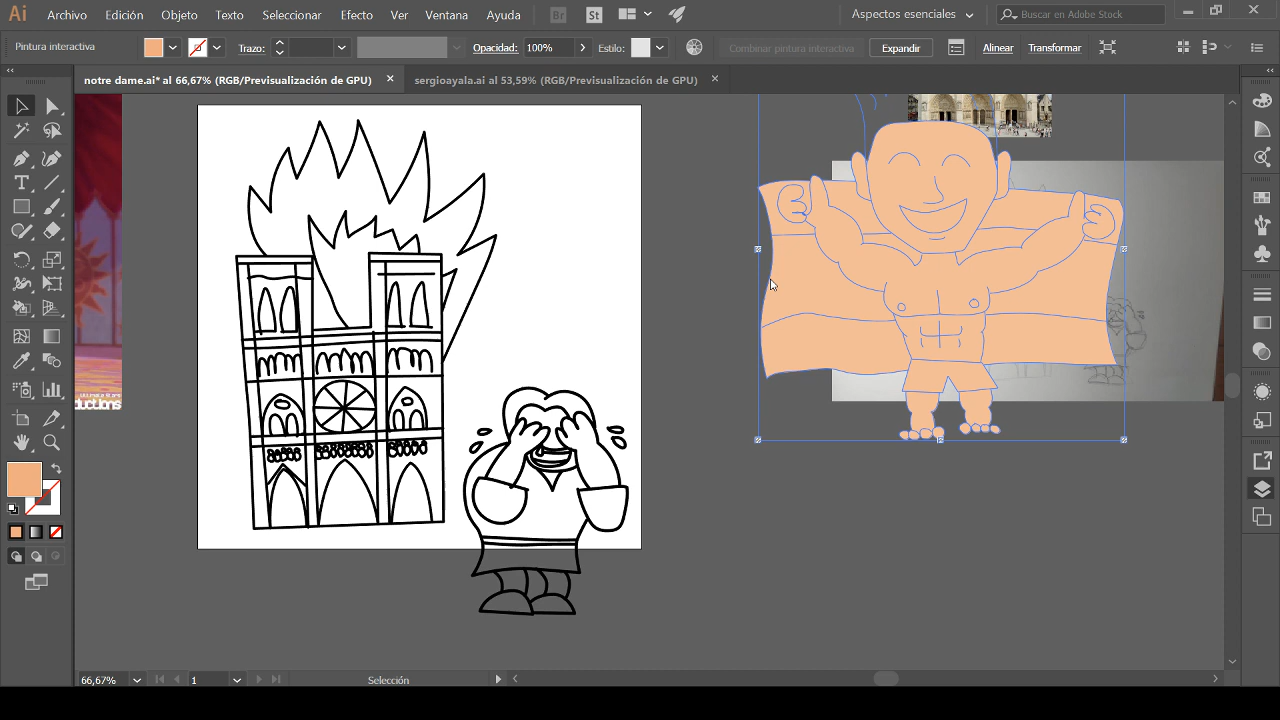 Ai Archivo Edición Objeto Texto Seleccionar Efecto Ver Ventana Ayuda Br St Aspectos esenciales Buscar en Adobe Stock
Pintura interactiva Trazo: Opacidad: 100% Estilo: Combinar pintura interactiva Expandir Alinear Transformar
notre dame.ai* al 66,67% (RGB/Previsualización de GPU) × sergioayala.ai al 53,59% (RGB/Previsualización de GPU) ×
ductions
66,67% 1 Selección